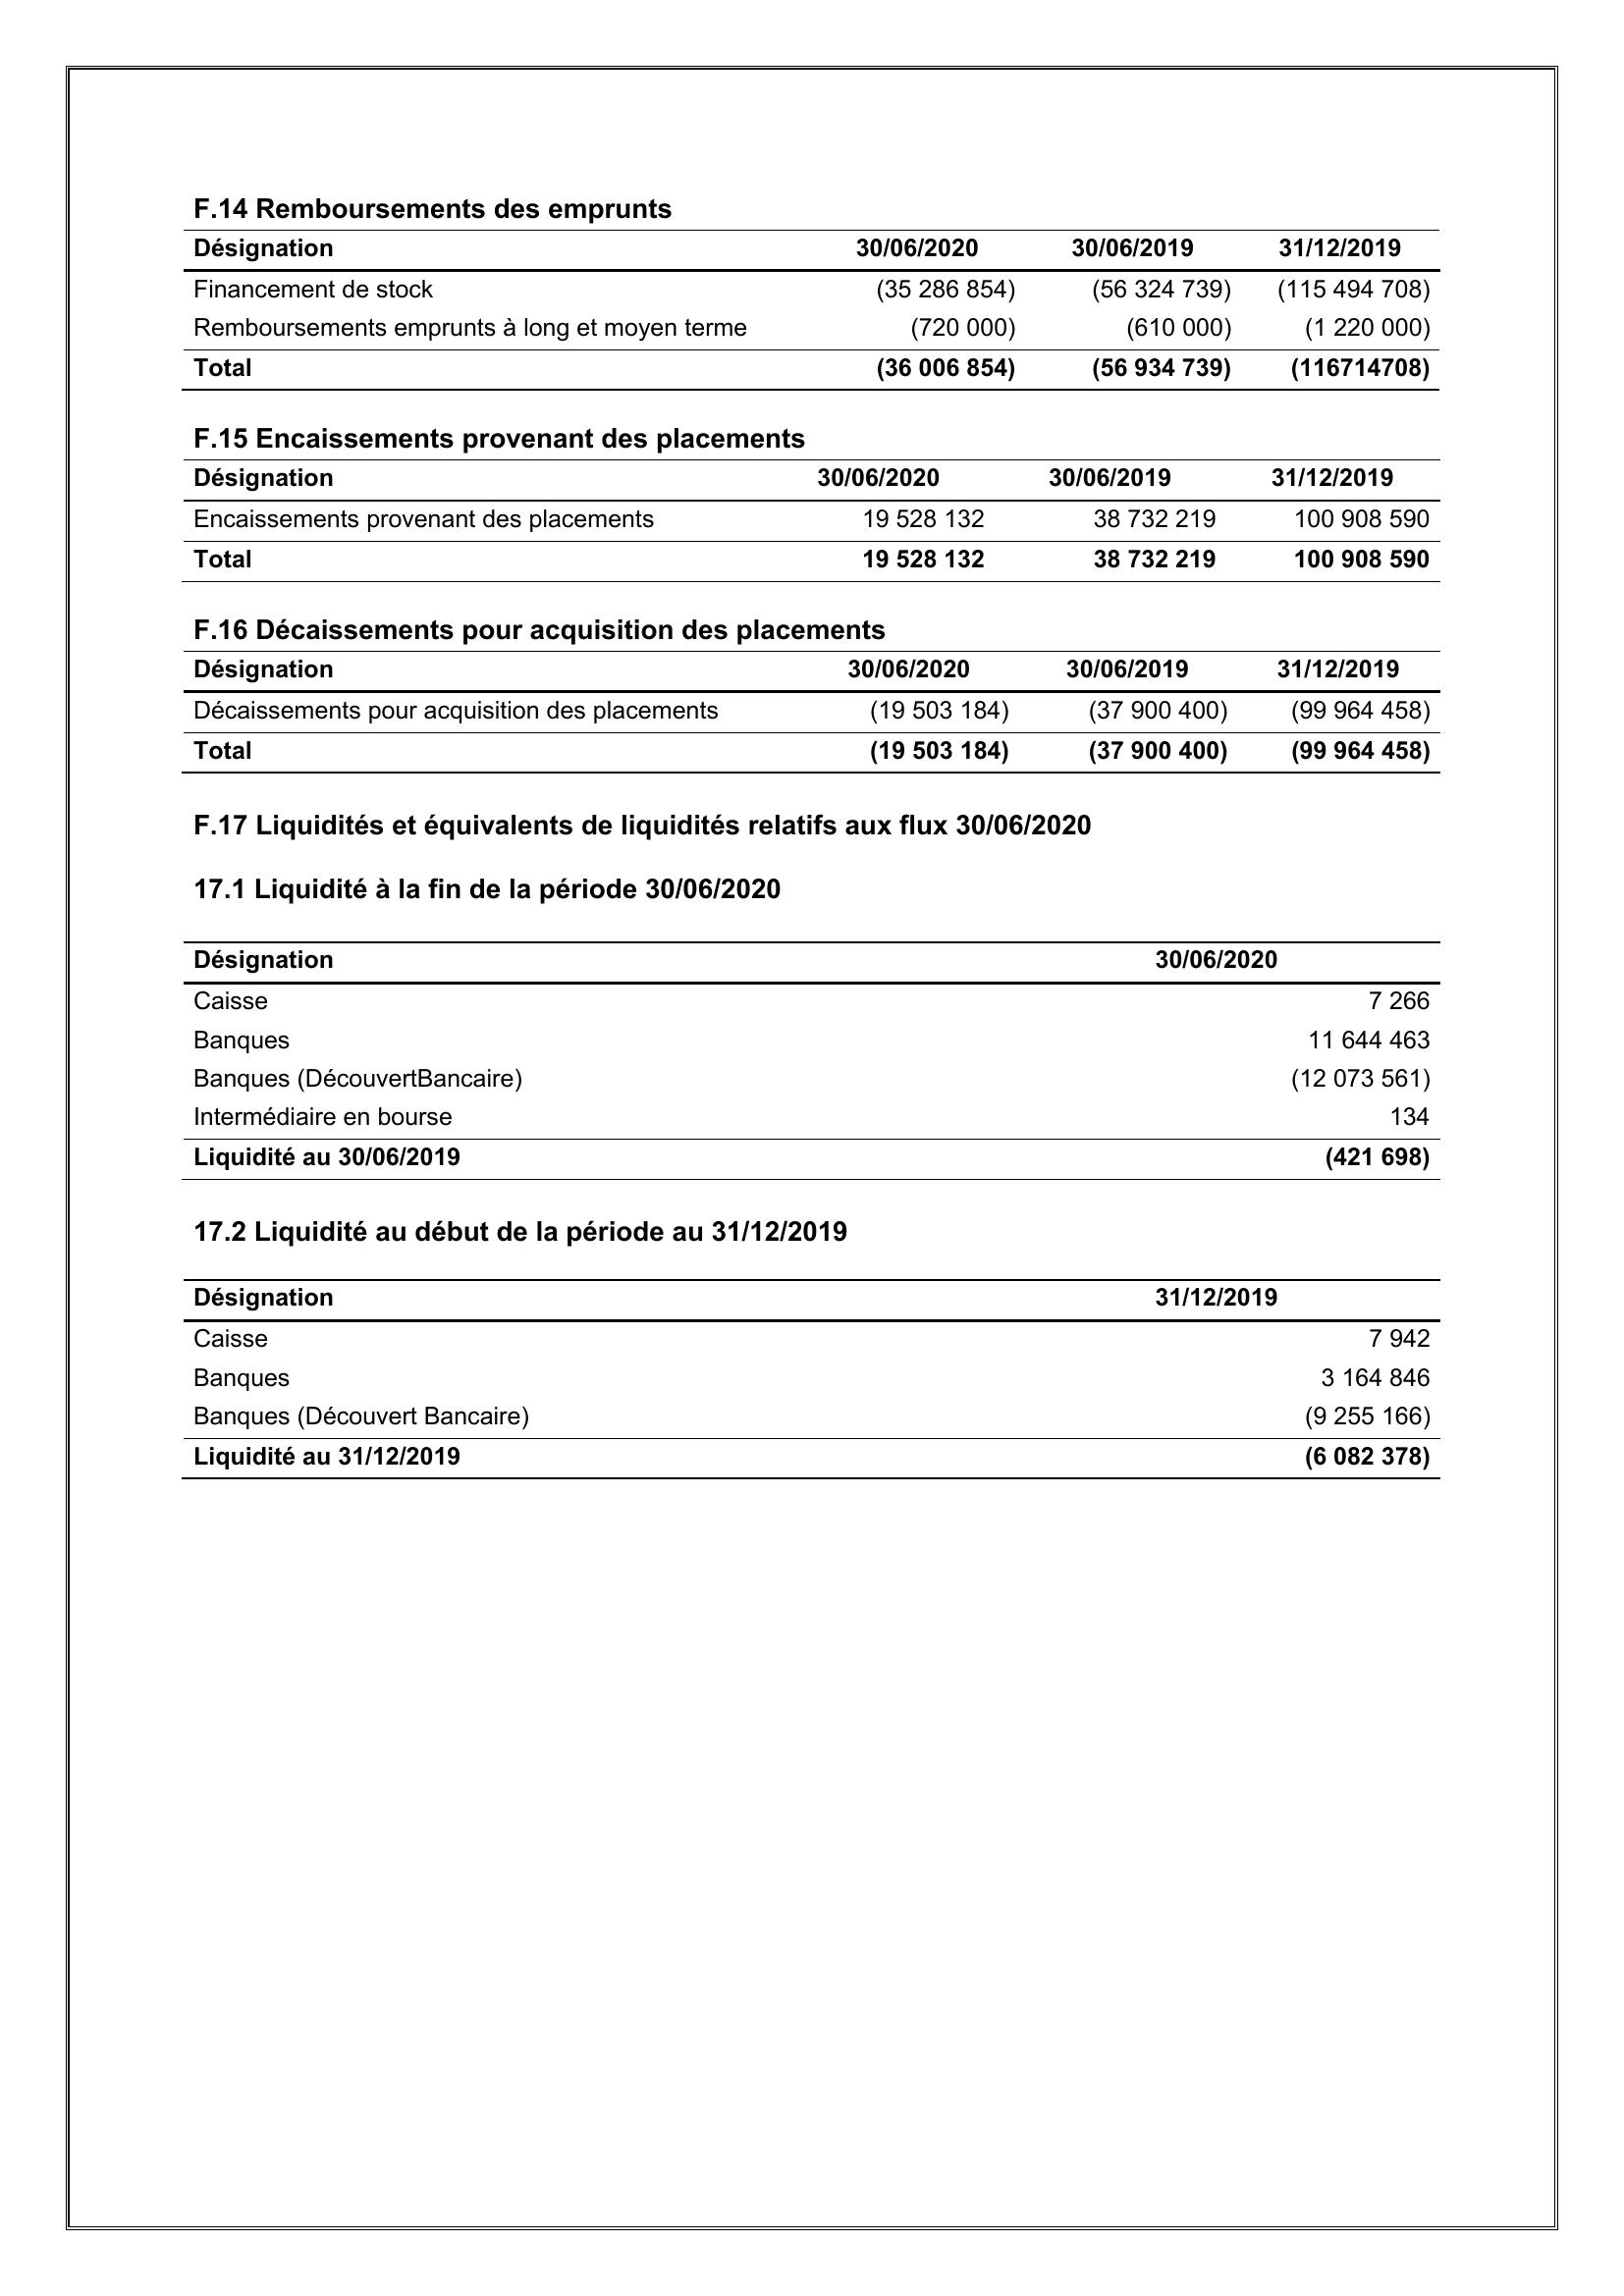 F.14 Remboursements des emprunts
Désignation 30/06/2020 30/06/2019 31/12/2019
Financement de stock (35 286 854) (56 324 739) (115 494 708)
Remboursements emprunts à long et moyen terme (720 000) (610 000) (1 220 000)
Total (36 006 854) (56 934 739) (116714708)
F.15 Encaissements provenant des placements
Désignation 30/06/2020 30/06/2019 31/12/2019
Encaissements provenant des placements 19 528 132 38 732 219 100 908 590
Total 19 528 132 38 732 219 100 908 590
F.16 Décaissements pour acquisition des placements
Désignation 30/06/2020 30/06/2019 31/12/2019
Décaissements pour acquisition des placements (19 503 184) (37 900 400) (99 964 458)
Total (19 503 184) (37 900 400) (99 964 458)
F.17 Liquidités et équivalents de liquidités relatifs aux flux 30/06/2020
17.1 Liquidité à la fin de la période 30/06/2020
Désignation 30/06/2020
Caisse 7 266
Banques 11 644 463
Banques (DécouvertBancaire) (12 073 561)
Intermédiaire en bourse 134
Liquidité au 30/06/2019 (421 698)
17.2 Liquidité au début de la période au 31/12/2019
Désignation 31/12/2019
Caisse 7 942
Banques 3 164 846
Banques (Découvert Bancaire) (9 255 166)
Liquidité au 31/12/2019 (6 082 378)